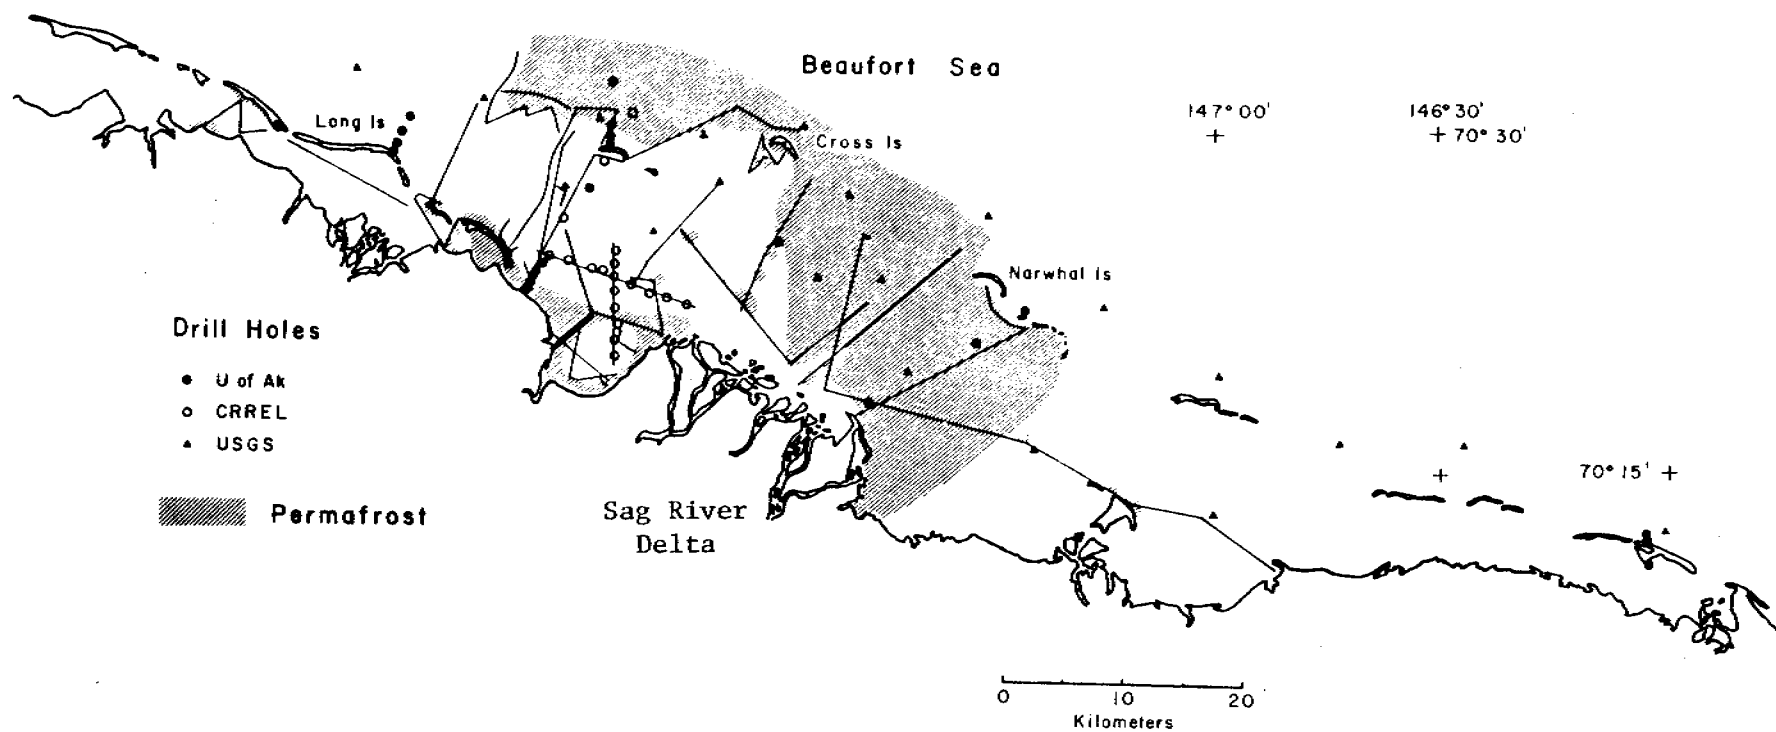 Beaufort Sea
147° 00'
146° 30'
70° 30'
Long Is
Cross Is
Narwhal Is
Drill Holes
U of Ak
CRREL
USGS
Permafrost
Sag River
Delta
70° 15'
0 10 20
Kilometers